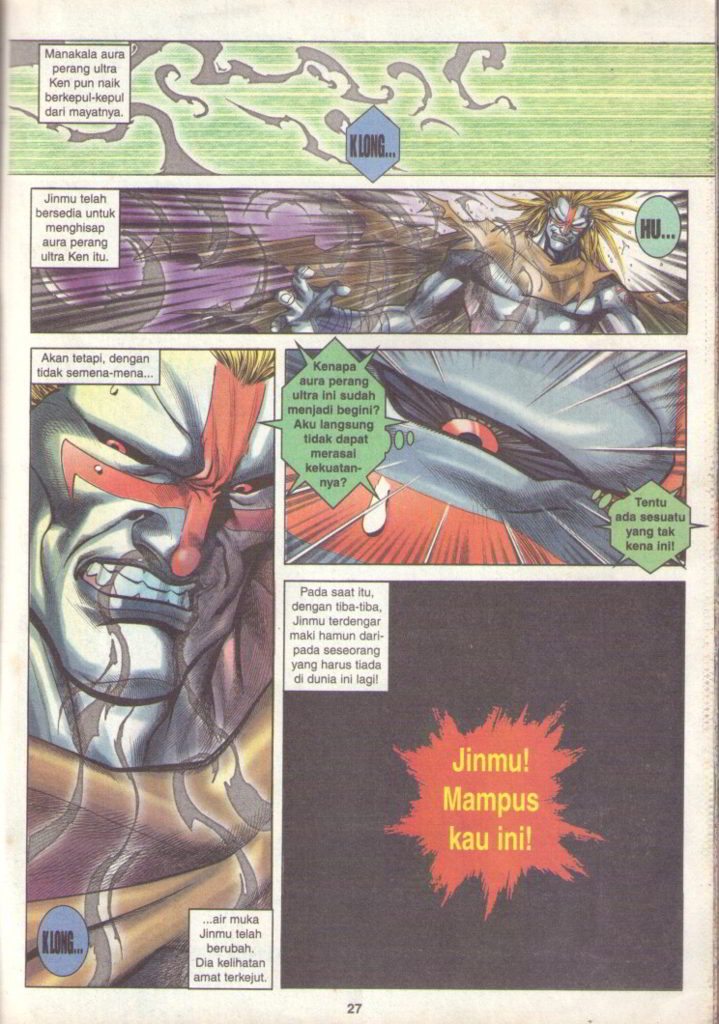 Manakala aura
perang ultra
Ken pun naik
berkepul-kepul
dari mayatnya.
KLONG...
Jinmu telah
bersedia untuk
menghisap
aura perang
ultra Ken itu.
HU...
Akan tetapi, dengan
tidak semena-mena...
KLONG...
...air muka
Jinmu telah
berubah.
Dia kelihatan
amat terkejut.
Kenapa
aura perang
ultra ini sudah
menjadi begini?
Aku langsung
tidak dapat
merasai
kekuatan-
nya?
Tentu
ada sesuatu
yang tak
kena ini!
Pada saat itu,
dengan tiba-tiba,
Jinmu terdengar
maki hamun dari-
pada seseorang
yang harus tiada
di dunia ini lagi!
Jinmu!
Mampus
kau ini!
27